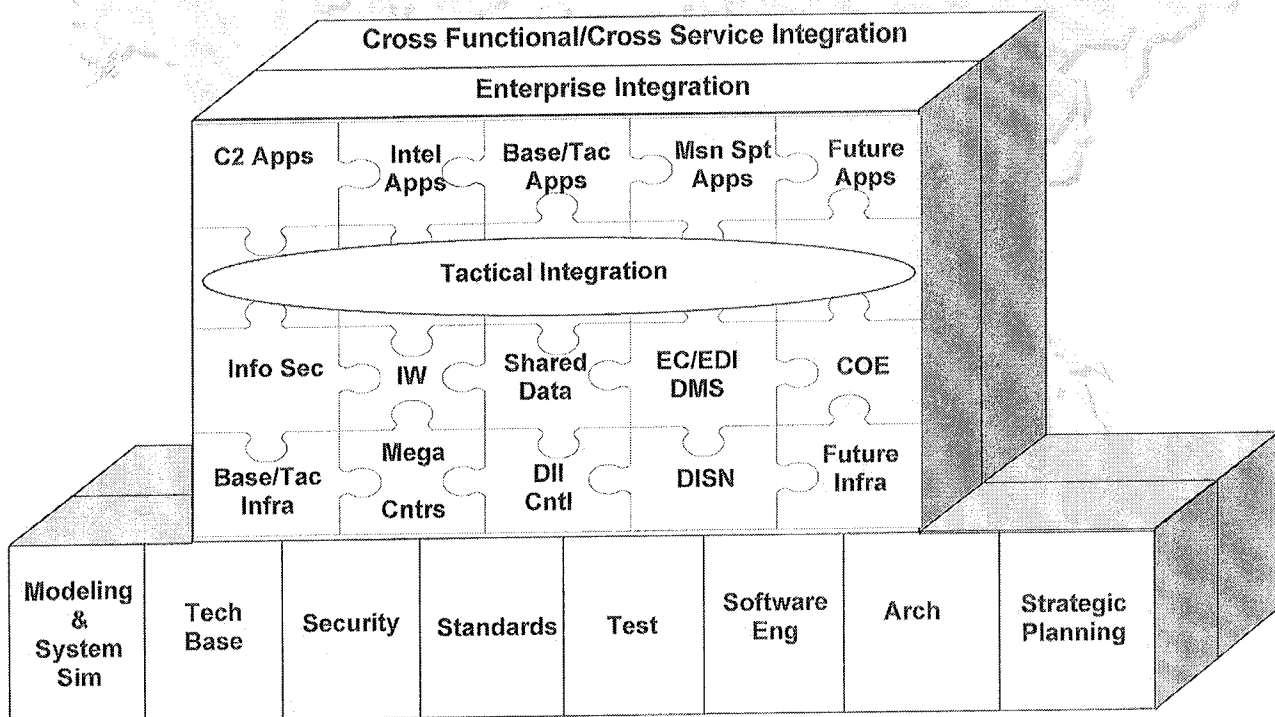 Cross Functional/Cross Service Integration
Enterprise Integration
C2 Apps
Intel
Apps
Base/Tac
Apps
Msn Spt
Apps
Future
Apps
Tactical Integration
Info Sec
IW
Shared
Data
EC/EDI
DMS
COE
Base/Tac
Infra
Mega
Cntrs
DII
Cntl
DISN
Future
Infra
Modeling
&
System
Sim
Tech
Base
Security
Standards
Test
Software
Eng
Arch
Strategic
Planning